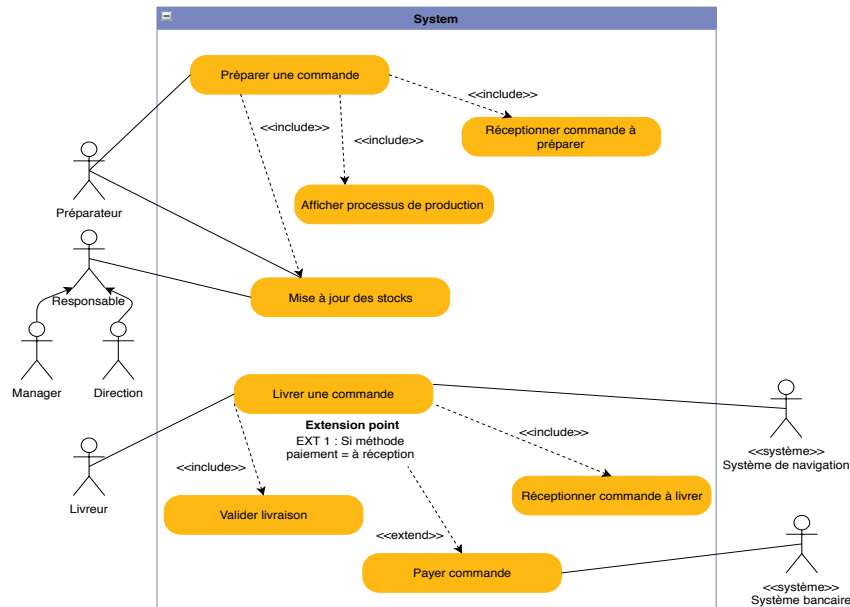 System
Préparer une commande
<<include>>
<<include>>
<<include>>
Réceptionner commande à
préparer
Afficher processus de production
Préparateur
Responsable
Mise à jour des stocks
Manager
Direction
Livrer une commande
Extension point
EXT 1 : Si méthode
paiement = à réception
<<include>>
<<include>>
<<système>>
Système de navigation
Livreur
Valider livraison
Réceptionner commande à livrer
<<extend>>
Payer commande
<<système>>
Système bancaire